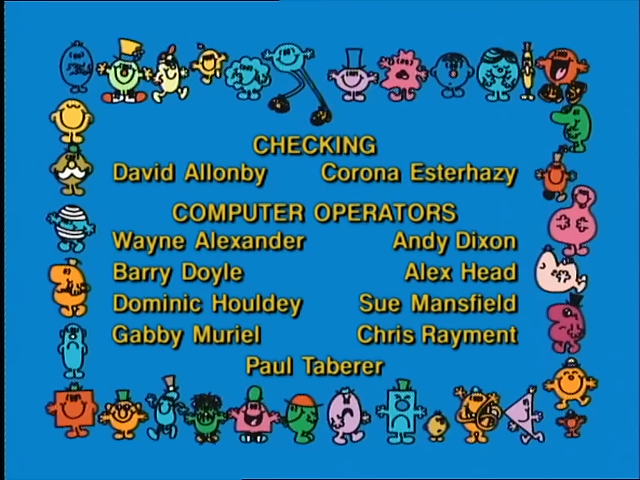 CHECKING
David Allonby Corona Esterhazy
COMPUTER OPERATORS
Wayne Alexander Andy Dixon
Barry Doyle Alex Head
Dominic Houldey Sue Mansfield
Gabby Muriel Chris Rayment
Paul Taberer